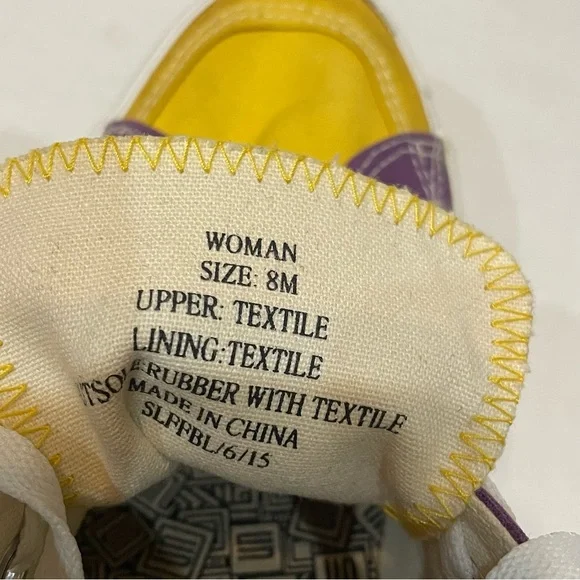 WOMAN
SIZE: 8M
UPPER: TEXTILE
LINING:TEXTILE
RUBBER WITH TEXTILE
MADE IN CHINA
SLFFBL/6/15